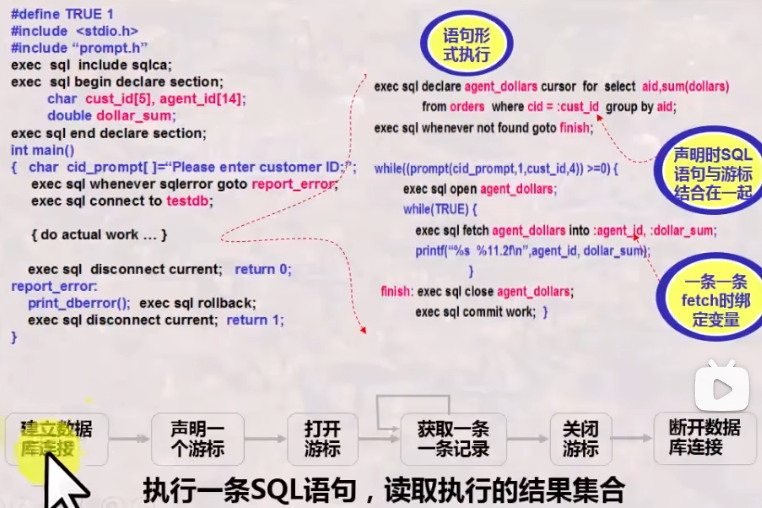 #define TRUE 1
#include <stdio.h>
#include “prompt.h”
exec sql include sqlca;
exec sql begin declare section;
char cust_id[5], agent_id[14];
double dollar_sum;
exec sql end declare section;
int main()
{ char cid_prompt[ ]=“Please enter customer ID:”;
exec sql whenever sqlerror goto report_error;
exec sql connect to testdb;
{ do actual work … }
exec sql disconnect current; return 0;
report_error:
print_dberror(); exec sql rollback;
exec sql disconnect current; return 1;
}
语句形
式执行
exec sql declare agent_dollars cursor for select aid,sum(dollars)
from orders where cid = :cust_id group by aid;
exec sql whenever not found goto finish;
while((prompt(cid_prompt,1,cust_id,4)) >=0) {
exec sql open agent_dollars;
while(TRUE) {
exec sql fetch agent_dollars into :agent_id, :dollar_sum;
printf(“%s %11.2f\n”,agent_id, dollar_sum);
}
finish: exec sql close agent_dollars;
exec sql commit work; }
声明时SQL
语句与游标
结合在一起
一条一条
fetch时绑
定变量
建立数据
库连接
声明一
个游标
打开
游标
获取一条
一条记录
关闭
游标
断开数据
库连接
执行一条SQL语句，读取执行的结果集合